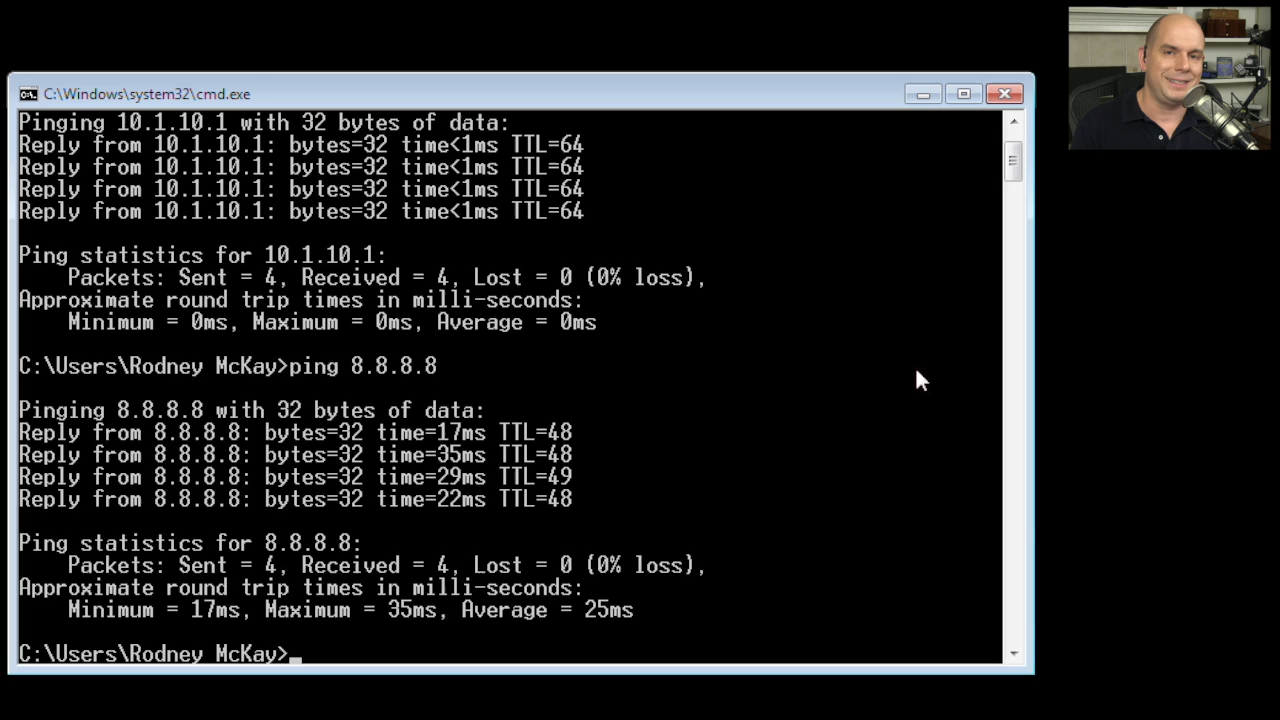 C:\Windows\system32\cmd.exe
Pinging 10.1.10.1 with 32 bytes of data:
Reply from 10.1.10.1: bytes=32 time<1ms TTL=64
Reply from 10.1.10.1: bytes=32 time<1ms TTL=64
Reply from 10.1.10.1: bytes=32 time<1ms TTL=64
Reply from 10.1.10.1: bytes=32 time<1ms TTL=64
Ping statistics for 10.1.10.1:
Packets: Sent = 4, Received = 4, Lost = 0 (0% loss),
Approximate round trip times in milli-seconds:
Minimum = 0ms, Maximum = 0ms, Average = 0ms
C:\Users\Rodney McKay>ping 8.8.8.8
Pinging 8.8.8.8 with 32 bytes of data:
Reply from 8.8.8.8: bytes=32 time=17ms TTL=48
Reply from 8.8.8.8: bytes=32 time=35ms TTL=48
Reply from 8.8.8.8: bytes=32 time=29ms TTL=49
Reply from 8.8.8.8: bytes=32 time=22ms TTL=48
Ping statistics for 8.8.8.8:
Packets: Sent = 4, Received = 4, Lost = 0 (0% loss),
Approximate round trip times in milli-seconds:
Minimum = 17ms, Maximum = 35ms, Average = 25ms
C:\Users\Rodney McKay>_